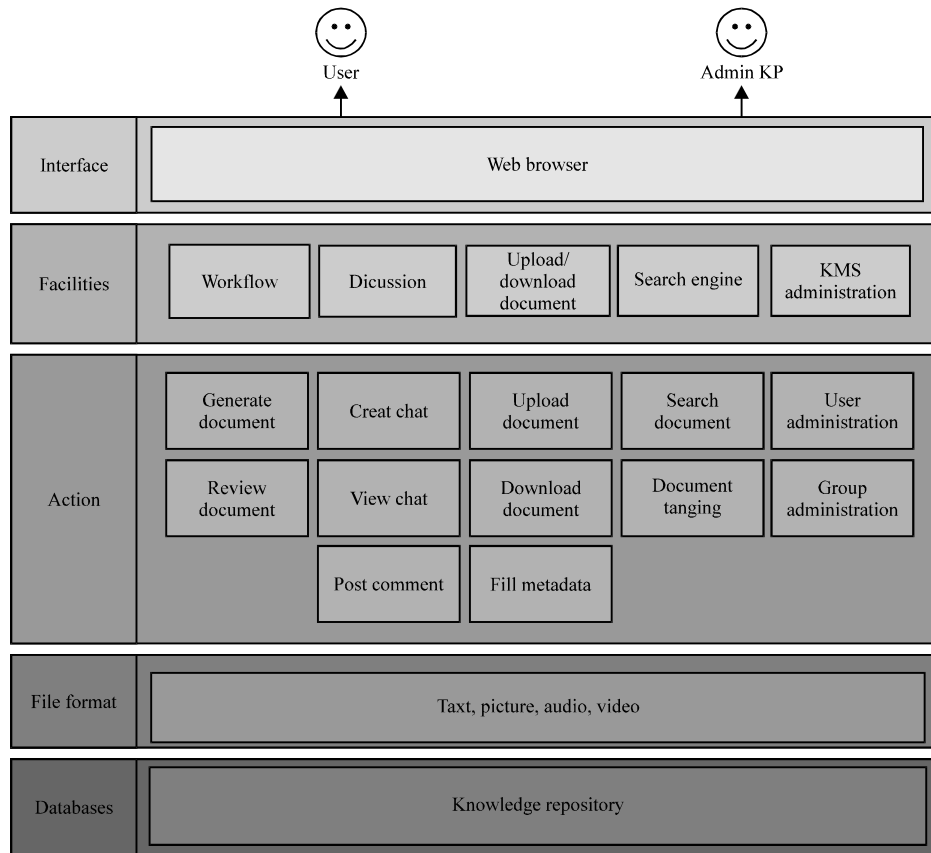 User
Admin KP
Interface
Web browser
Facilities
Workflow
Dicussion
Upload/
download
document
Search engine
KMS
administration
Action
Generate
document
Creat chat
Upload
document
Search
document
User
administration
Review
document
View chat
Download
document
Document
tanging
Group
administration
Post comment
Fill metadata
File format
Taxt, picture, audio, video
Databases
Knowledge repository